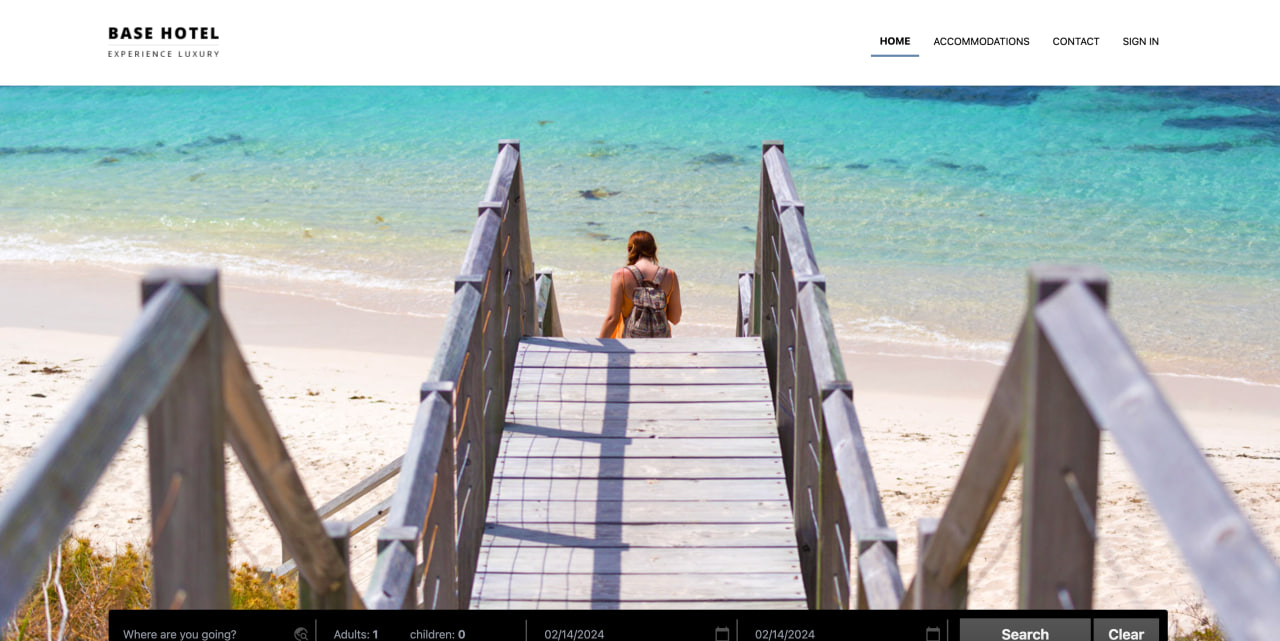 BASE HOTEL
EXPERIENCE LUXURY
HOME ACCOMMODATIONS CONTACT SIGN IN
Where are you going? Adults: 1 children: 0 02/14/2024 02/14/2024 Search Clear